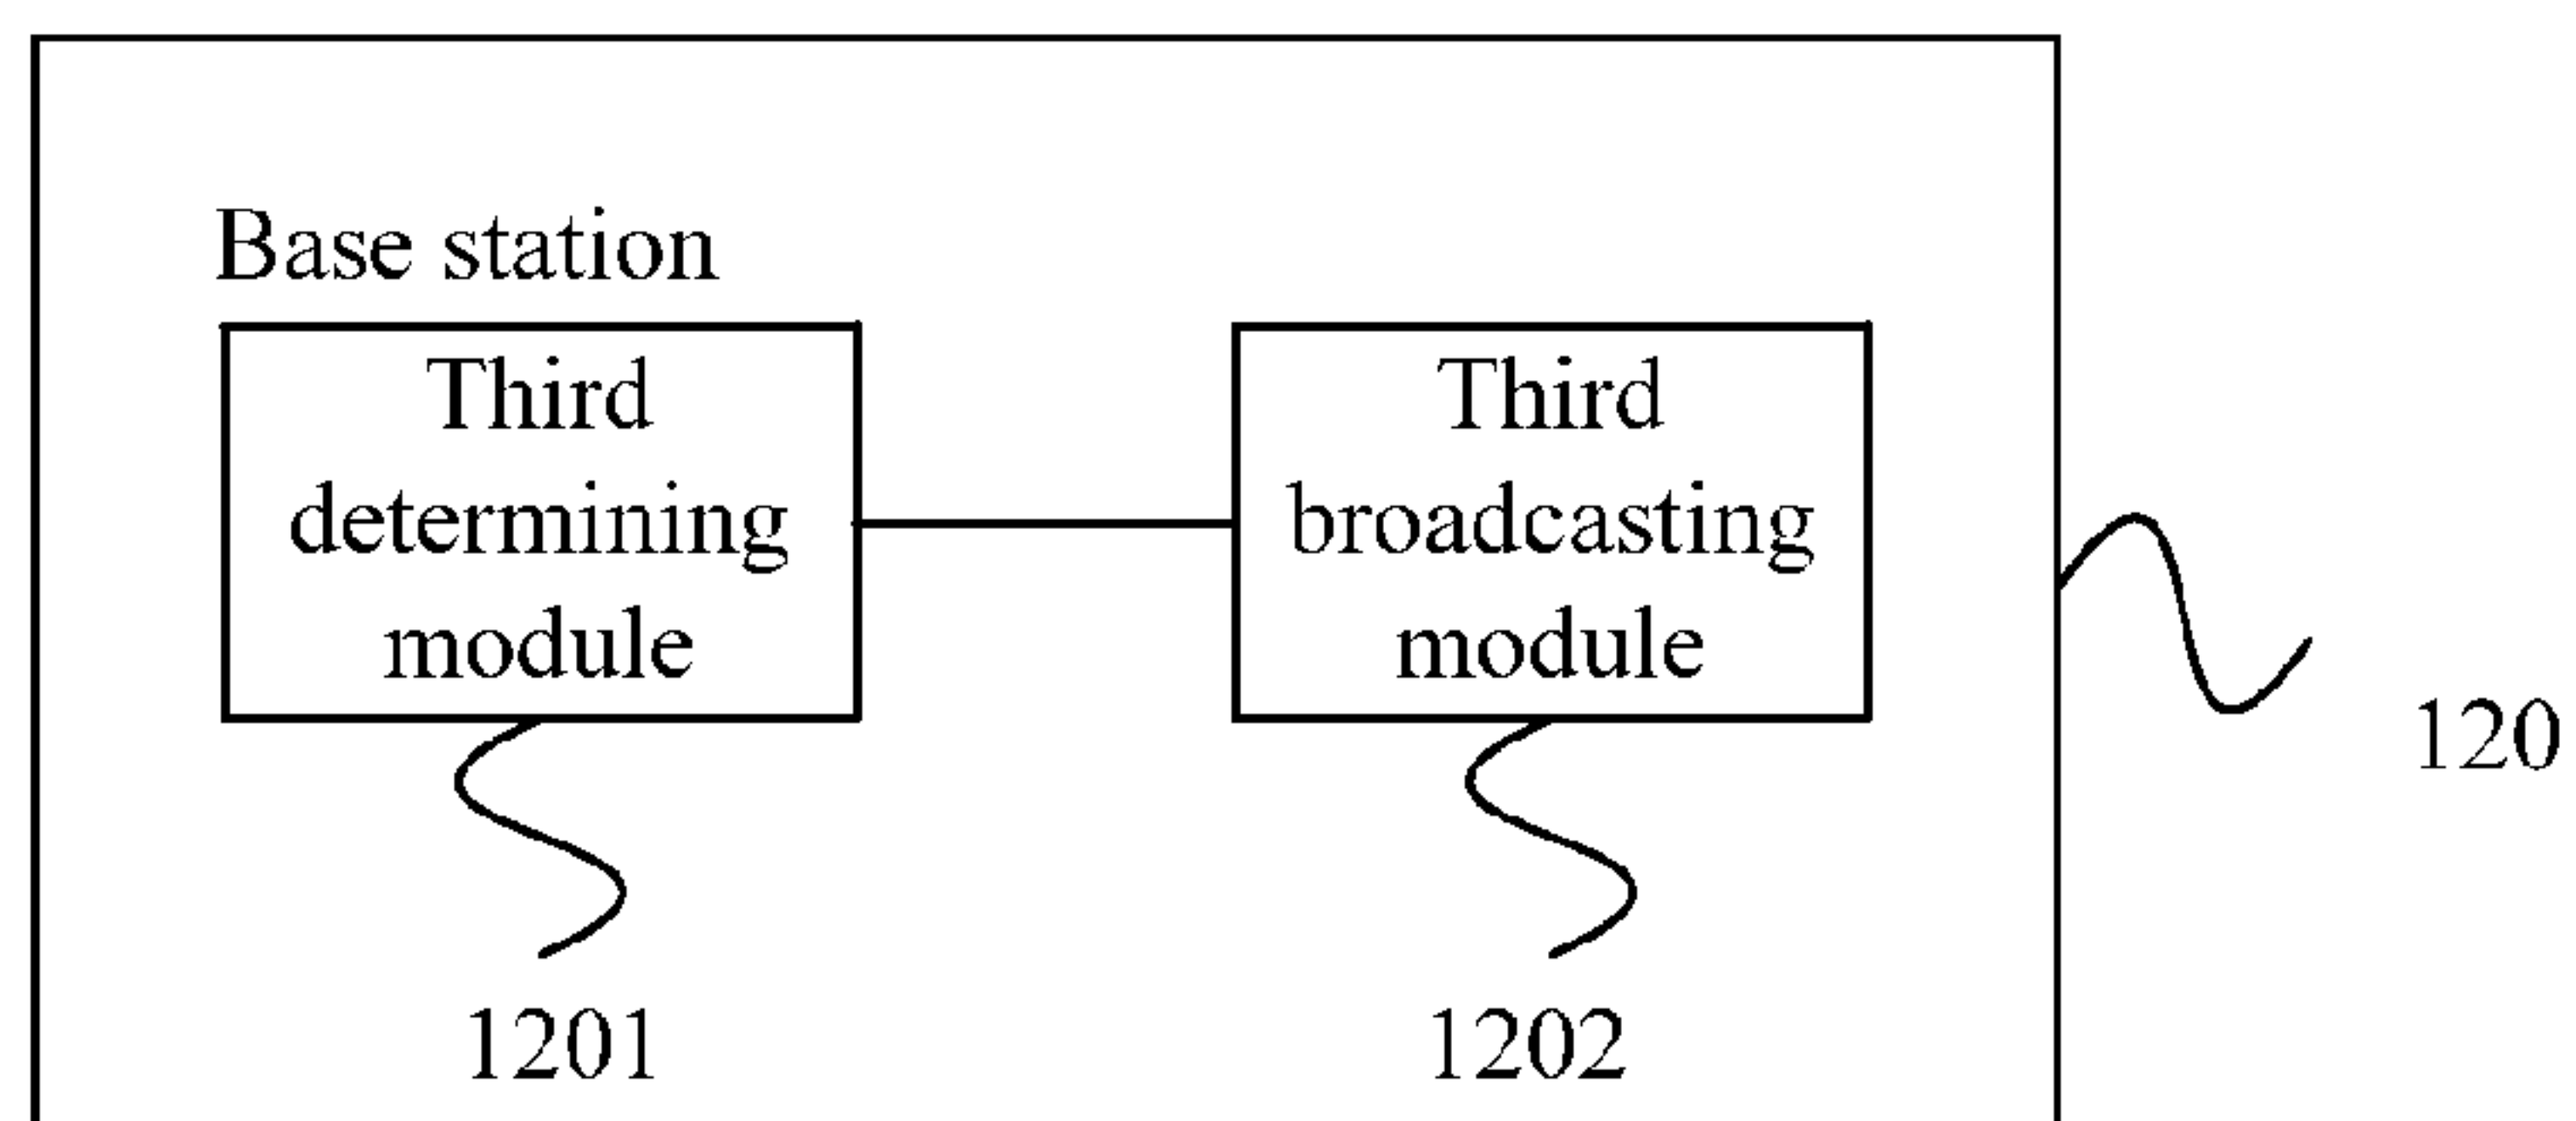 Base station
Third
determining
module
Third
broadcasting
module
120
1201
1202